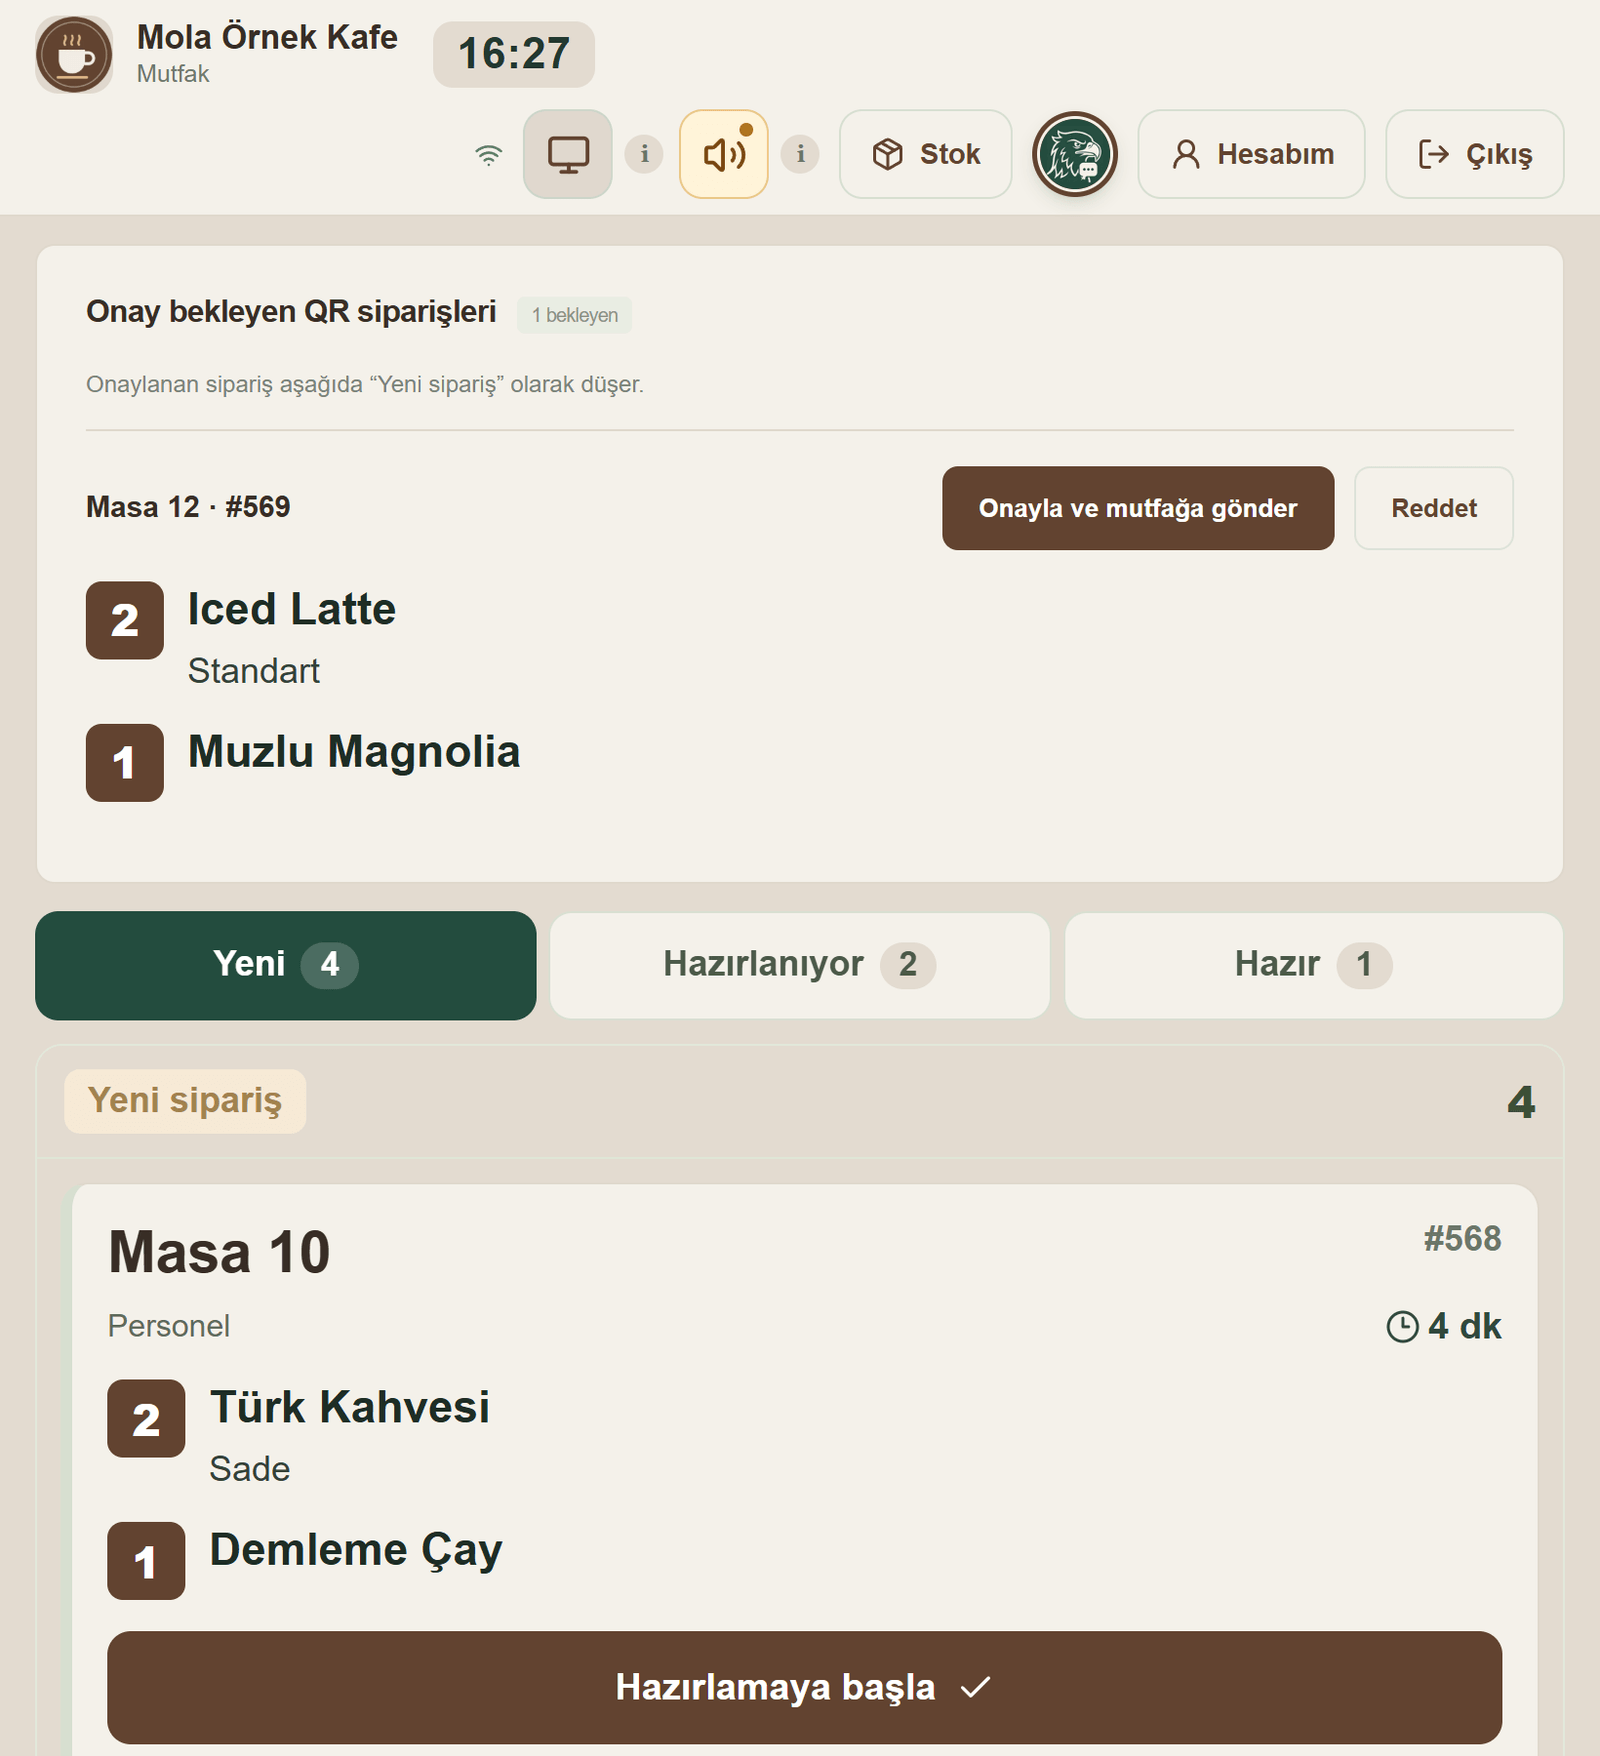 Mola Örnek Kafe
Mutfak
16:27
i
i
Stok
Hesabım
Çıkış
Onay bekleyen QR siparişleri
1 bekleyen
Onaylanan sipariş aşağıda “Yeni sipariş” olarak düşer.
Masa 12 · #569
Onayla ve mutfağa gönder
Reddet
2
Iced Latte
Standart
1
Muzlu Magnolia
Yeni 4
Hazırlanıyor 2
Hazır 1
Yeni sipariş
4
Masa 10
#568
Personel
4 dk
2
Türk Kahvesi
Sade
1
Demleme Çay
Hazırlamaya başla